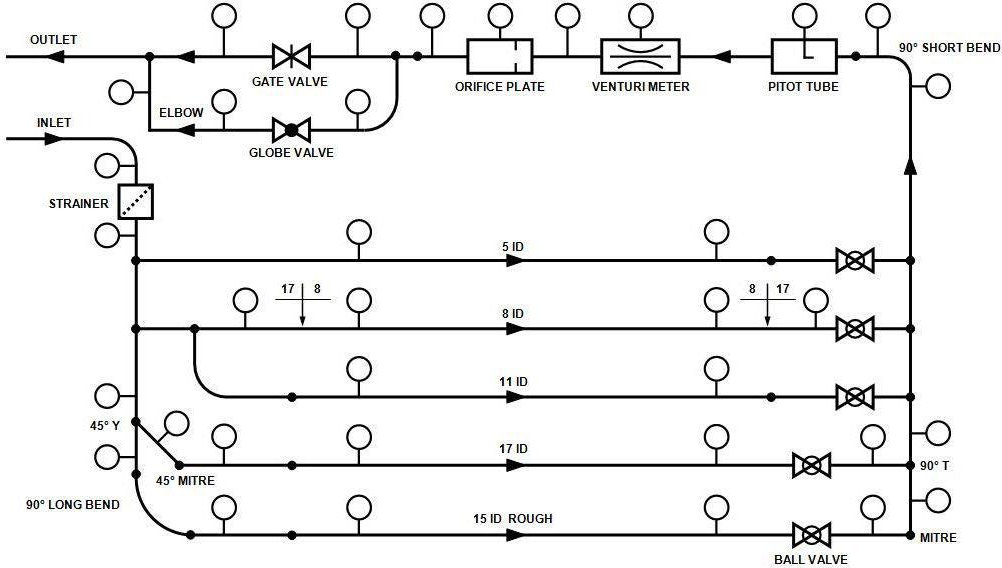 OUTLET
90° SHORT BEND
GATE VALVE
ORIFICE PLATE
VENTURI METER
PITOT TUBE
ELBOW
INLET
GLOBE VALVE
STRAINER
5 ID
17 8
8 17
8 ID
11 ID
45° Y
17 ID
90° T
45° MITRE
90° LONG BEND
15 ID ROUGH
MITRE
BALL VALVE